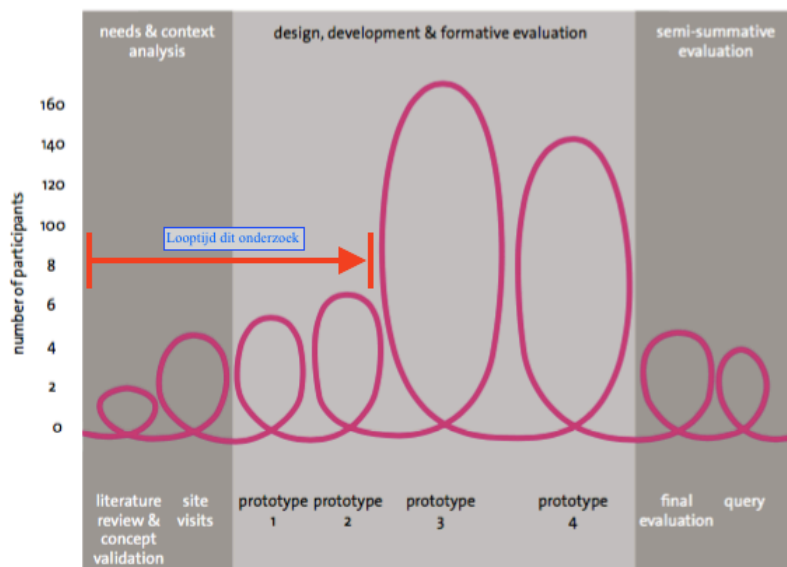 needs & context
analysis
design, development & formative evaluation
semi-summative
evaluation
160
140
120
100
8
6
4
2
0
number of participants
Looptijd dit onderzoek
literature
review &
concept
validation
site
visits
prototype
1
prototype
2
prototype
3
prototype
4
final
evaluation
query